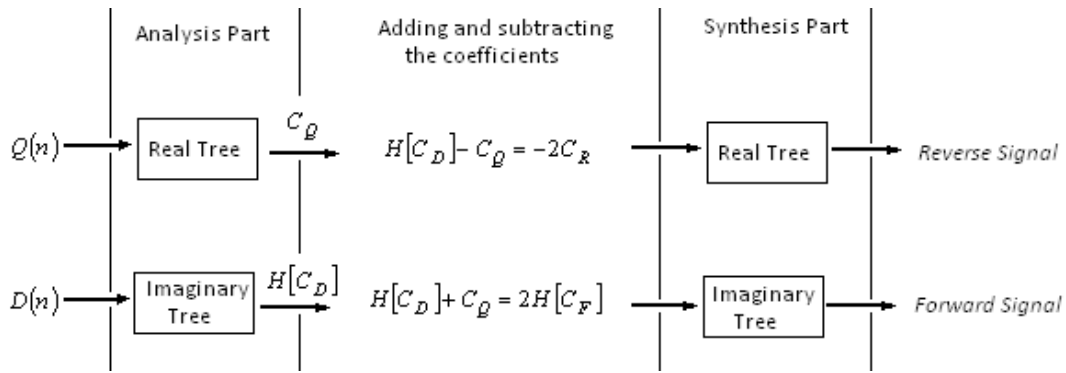 Analysis Part
Adding and subtracting
the coefficients
Synthesis Part
Q(n)
Real Tree
C_Q
H[C_D] − C_Q = −2C_R
Real Tree
Reverse Signal
D(n)
Imaginary
Tree
H[C_D]
H[C_D] + C_Q = 2H[C_F]
Imaginary
Tree
Forward Signal